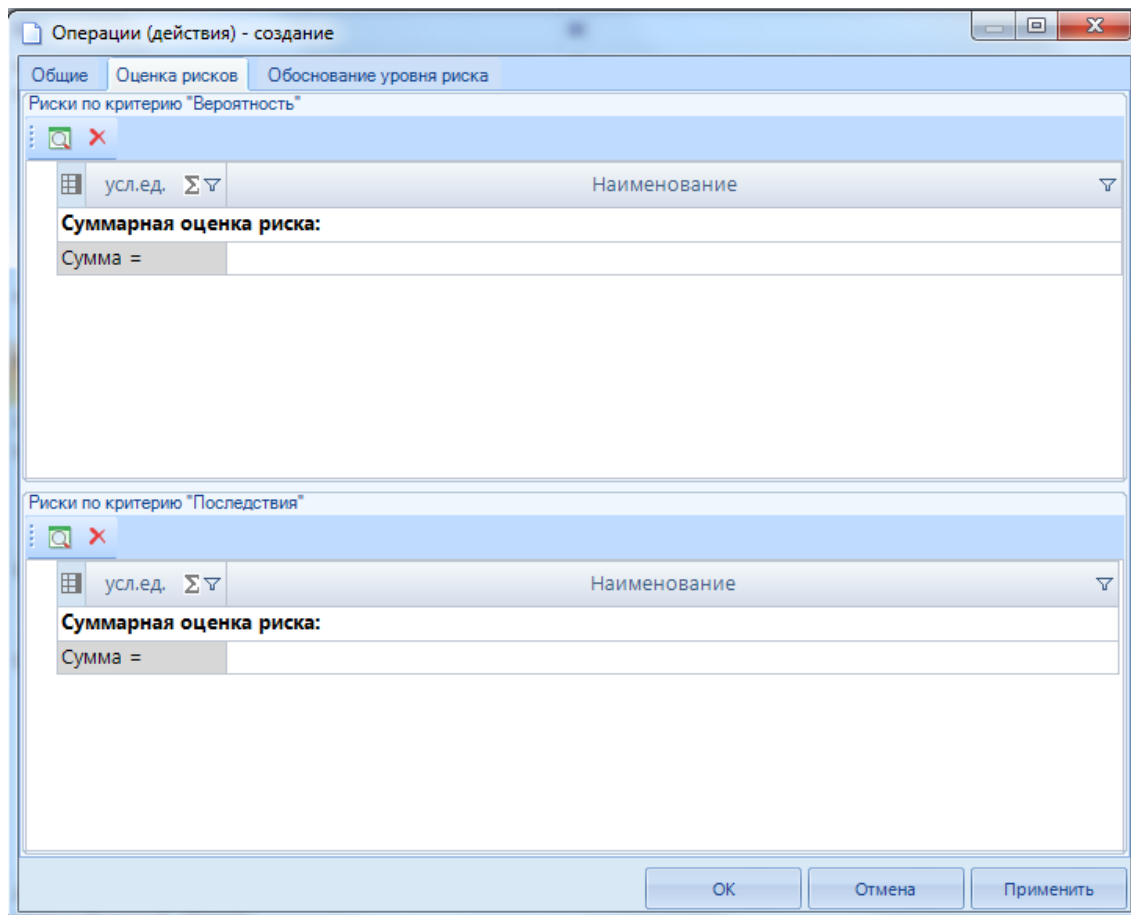 Операции (действия) - создание
Общие Оценка рисков Обоснование уровня риска
Риски по критерию "Вероятность"
усл.ед. Σ Наименование
Суммарная оценка риска:
Сумма =
Риски по критерию "Последствия"
усл.ед. Σ Наименование
Суммарная оценка риска:
Сумма =
ОК Отмена Применить